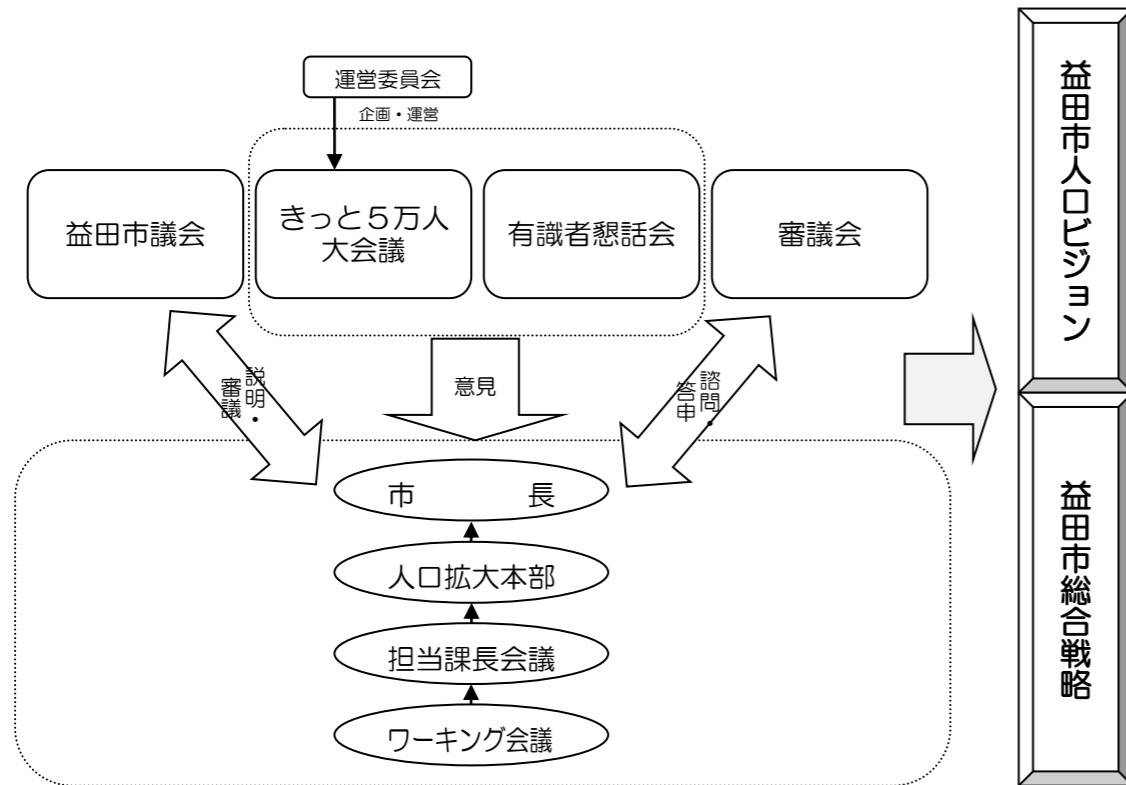 運営委員会
企画・運営
益田市議会
きっと５万人
大会議
有識者懇話会
審議会
説明・
審議
意見
諮問・
答申
市　　　　長
人口拡大本部
担当課長会議
ワーキング会議
益田市人口ビジョン
益田市総合戦略